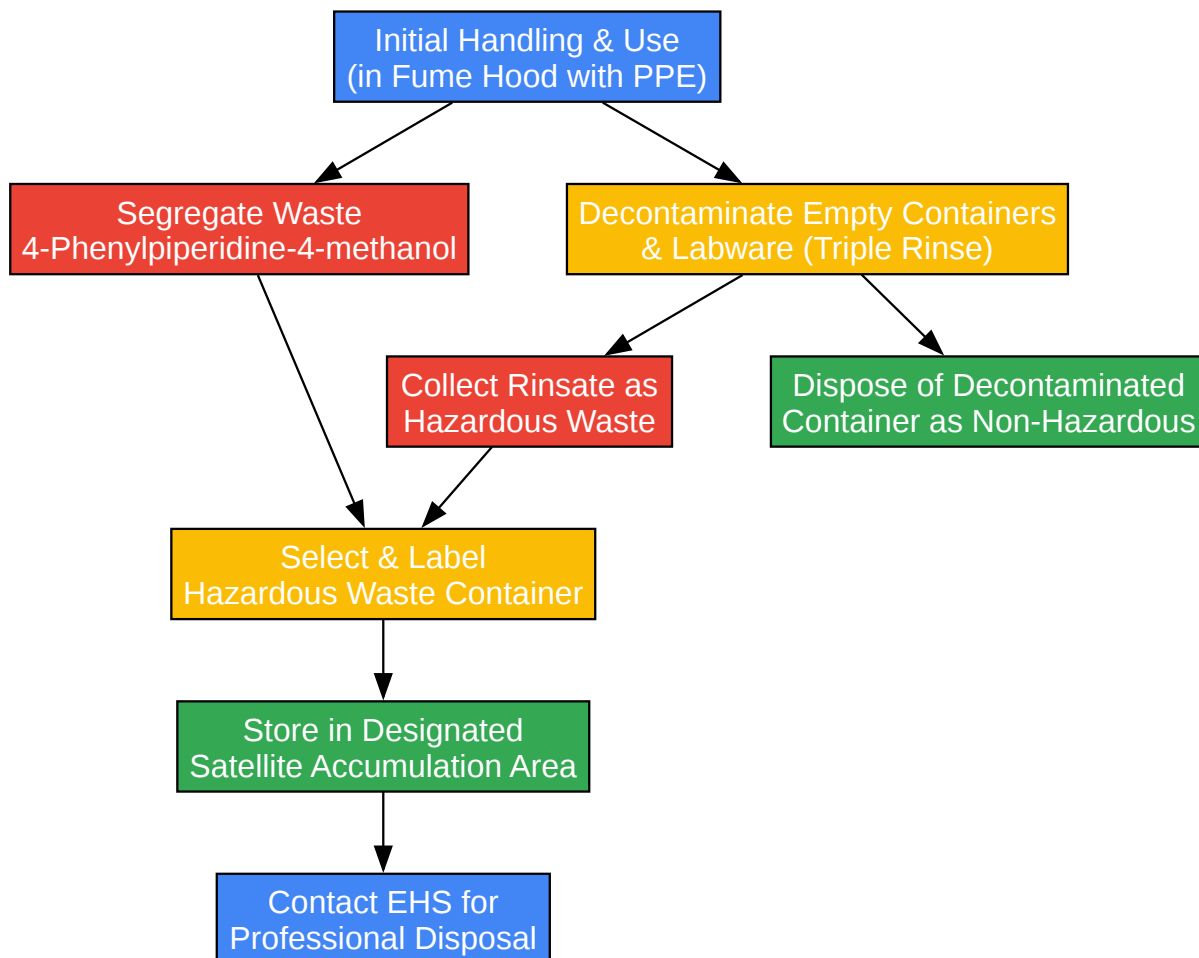 Initial Handling & Use
(in Fume Hood with PPE)
Segregate Waste
4-Phenylpiperidine-4-methanol
Decontaminate Empty Containers
& Labware (Triple Rinse)
Collect Rinsate as
Hazardous Waste
Dispose of Decontaminated
Container as Non-Hazardous
Select & Label
Hazardous Waste Container
Store in Designated
Satellite Accumulation Area
Contact EHS for
Professional Disposal